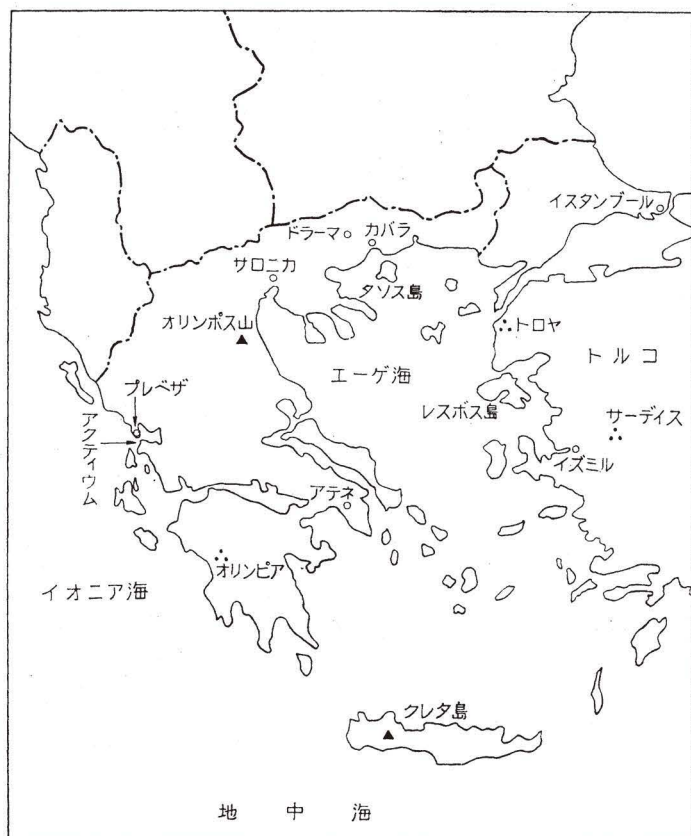 イスタンブール
ドラーマ
カバラ
サロニカ
タソス島
オリンポス山
トロヤ
エーゲ海
トルコ
プレベザ
レスボス島
アクティウム
サーデイス
イズミル
アテネ
オリンピア
イオニア海
クレタ島
地中海